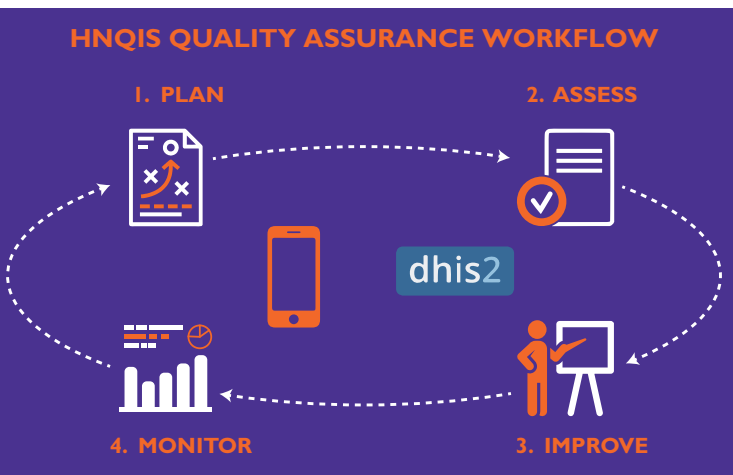 HNQIS QUALITY ASSURANCE WORKFLOW
1. PLAN
2. ASSESS
dhis2
4. MONITOR
3. IMPROVE